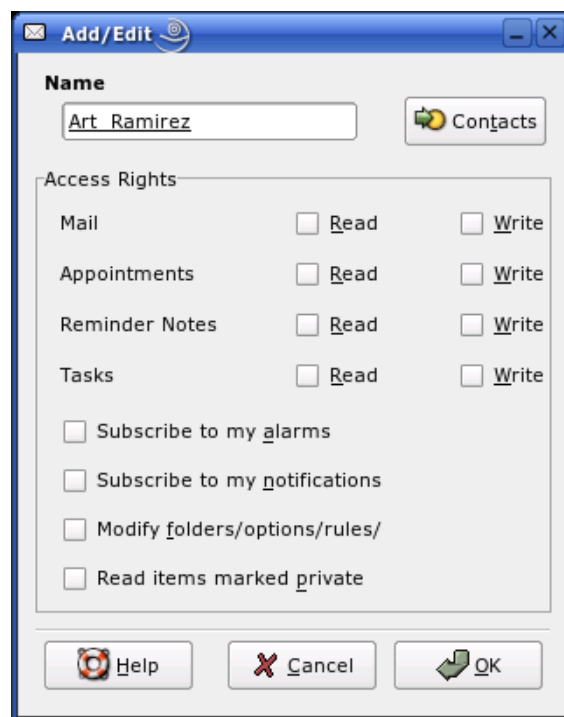 Add/Edit
Name
Art Ramirez
Contacts
Access Rights
Mail Read Write
Appointments Read Write
Reminder Notes Read Write
Tasks Read Write
Subscribe to my alarms
Subscribe to my notifications
Modify folders/options/rules/
Read items marked private
Help Cancel OK